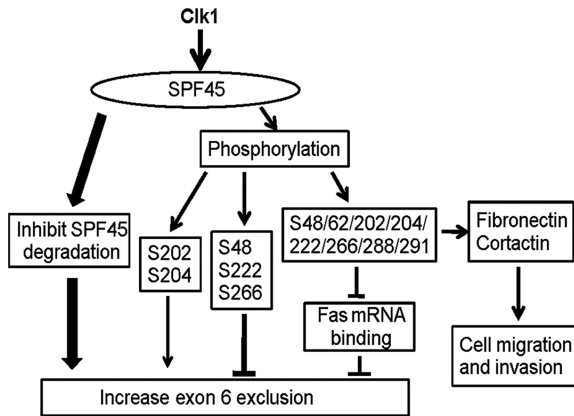 Clk1
SPF45
Phosphorylation
Inhibit SPF45
degradation
S202
S204
S48
S222
S266
S48/62/202/204/
222/266/288/291
Fibronectin
Cortactin
Fas mRNA
binding
Cell migration
and invasion
Increase exon 6 exclusion